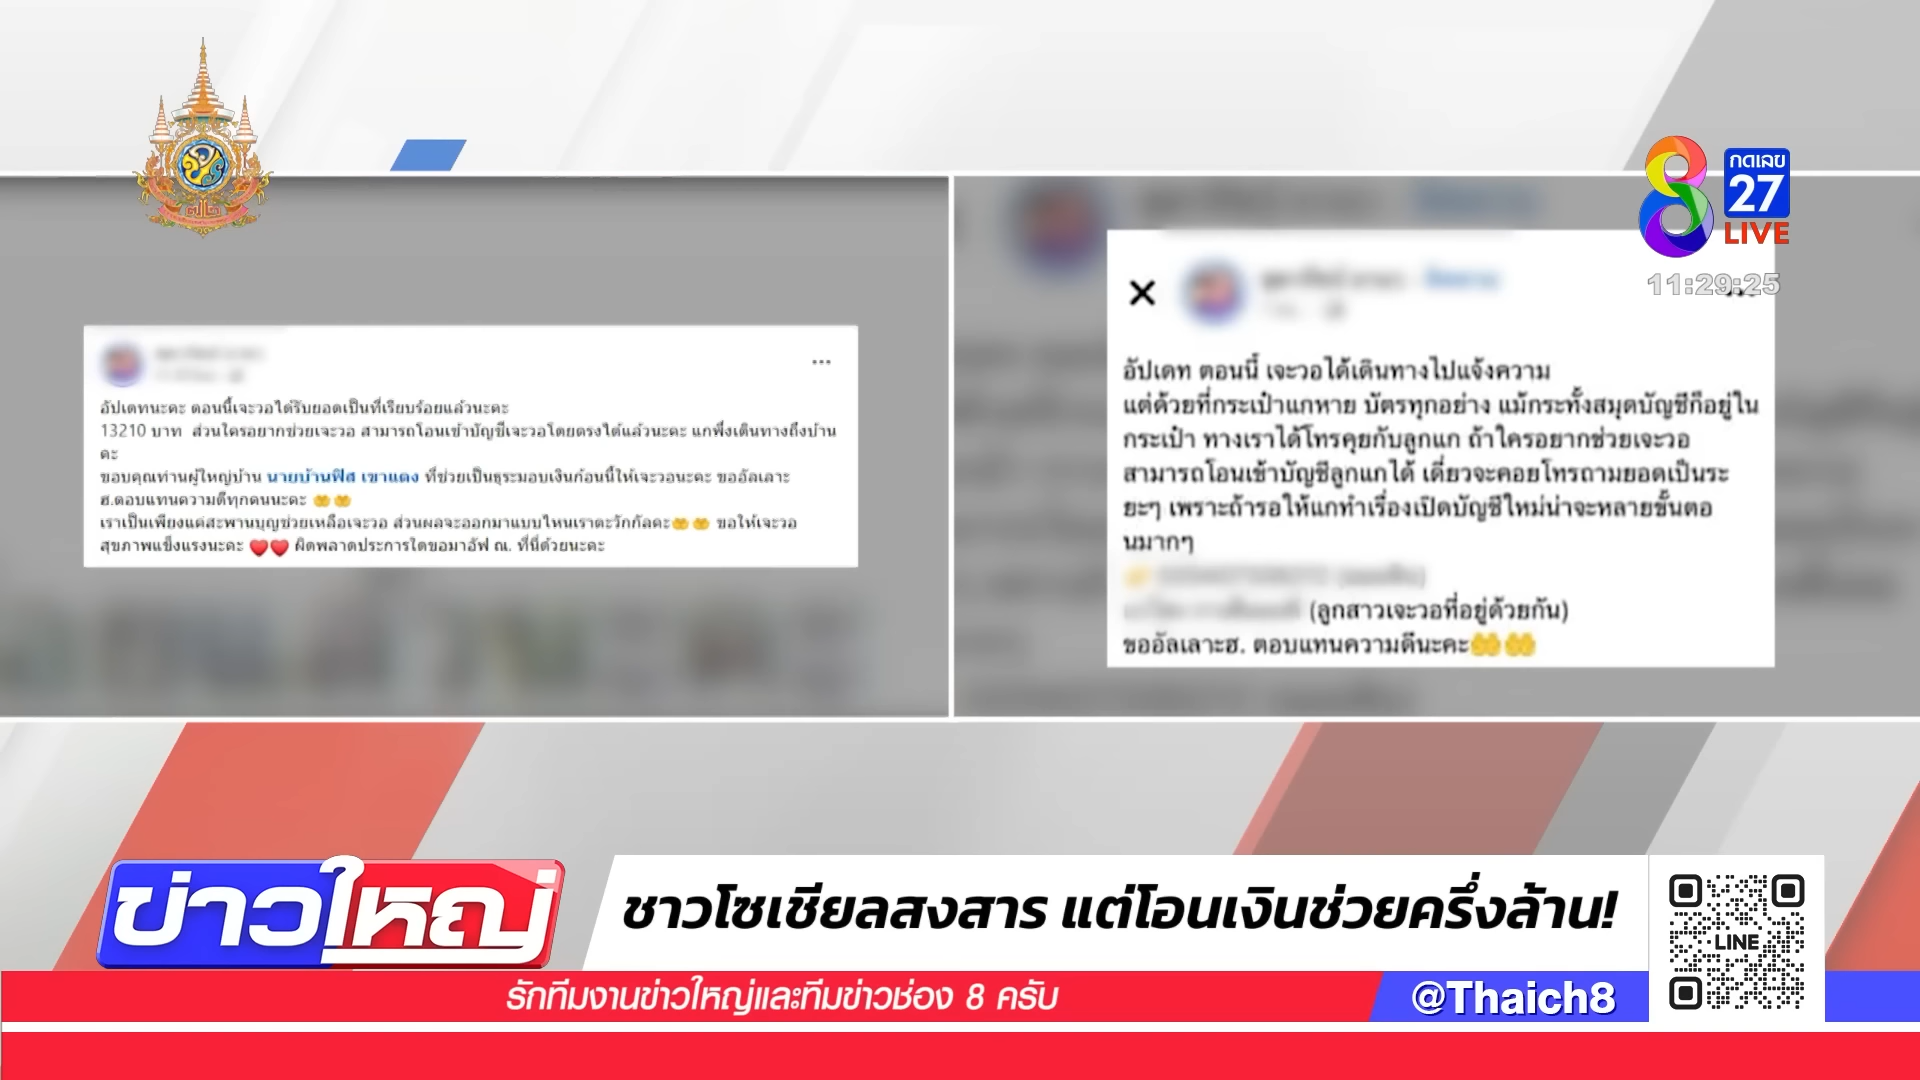 กดเลข
27
LIVE
11:29:25
อัปเดทนะคะ ตอนนี้เจะวอได้รับยอดเป็นที่เรียบร้อยแล้วนะคะ
13210 บาท ส่วนใครอยากช่วยเจะวอ สามารถโอนเข้าบัญชีเจะวอโดยตรงได้แล้วนะคะ แกพึ่งเดินทางถึงบ้าน
คะ
ขอบคุณท่านผู้ใหญ่บ้าน นายบ้านฟิส เขาแดง ที่ช่วยเป็นธุระมอบเงินก้อนนี้ให้เจะวอนะคะ ขออัลเลาะ
ฮ.ตอบแทนความดีทุกคนนะคะ 🤲🤲
เราเป็นเพียงแค่สะพานบุญช่วยเหลือเจะวอ ส่วนผลจะออกมาแบบไหนเราตะวักกัลคะ🤲🤲 ขอให้เจะวอ
สุขภาพแข็งแรงนะคะ ❤️❤️ ผิดพลาดประการใดขอมาอัฟ ณ. ที่นี่ด้วยนะคะ
อัปเดท ตอนนี้ เจะวอได้เดินทางไปแจ้งความ
แต่ด้วยที่กระเป๋าแกหาย บัตรทุกอย่าง แม้กระทั้งสมุดบัญชีก็อยู่ใน
กระเป๋า ทางเราได้โทรคุยกับลูกแก ถ้าใครอยากช่วยเจะวอ
สามารถโอนเข้าบัญชีลูกแกได้ เดี่ยวจะคอยโทรถามยอดเป็นระ
ยะๆ เพราะถ้ารอให้แกทำเรื่องเปิดบัญชีใหม่น่าจะหลายขั้นตอ
นมากๆ
(ลูกสาวเจะวอที่อยู่ด้วยกัน)
ขออัลเลาะฮ. ตอบแทนความดีนะคะ🤲🤲
ข่าวใหญ่
ชาวโซเชียลสงสาร แต่โอนเงินช่วยครึ่งล้าน!
LINE
รักทีมงานข่าวใหญ่และทีมข่าวช่อง 8 ครับ
@Thaich8